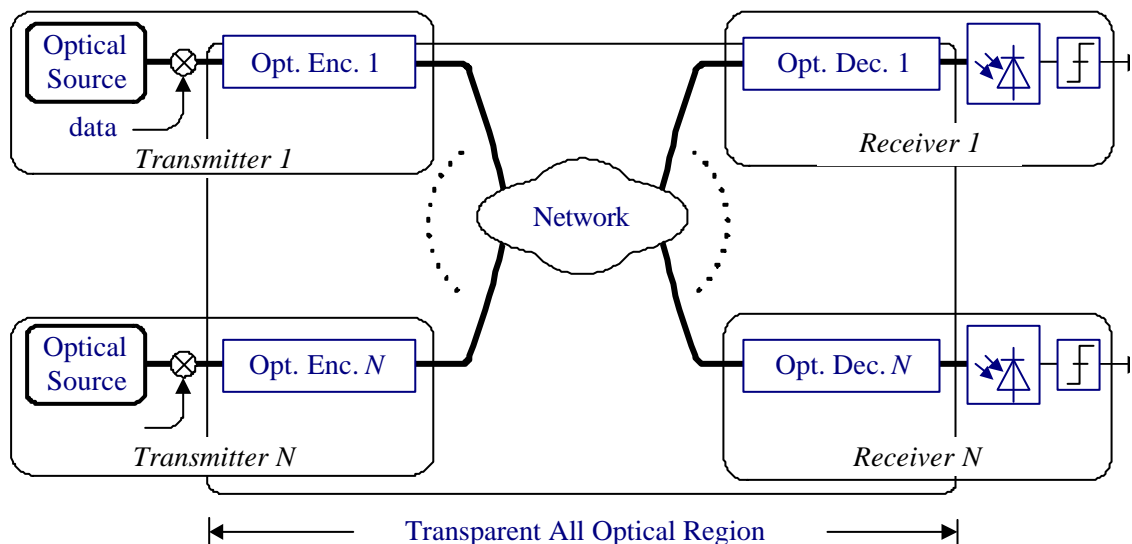 Optical
Source
data
Opt. Enc. 1
Transmitter 1
Opt. Dec. 1
Receiver 1
Network
Optical
Source
Opt. Enc. N
Transmitter N
Opt. Dec. N
Receiver N
Transparent All Optical Region